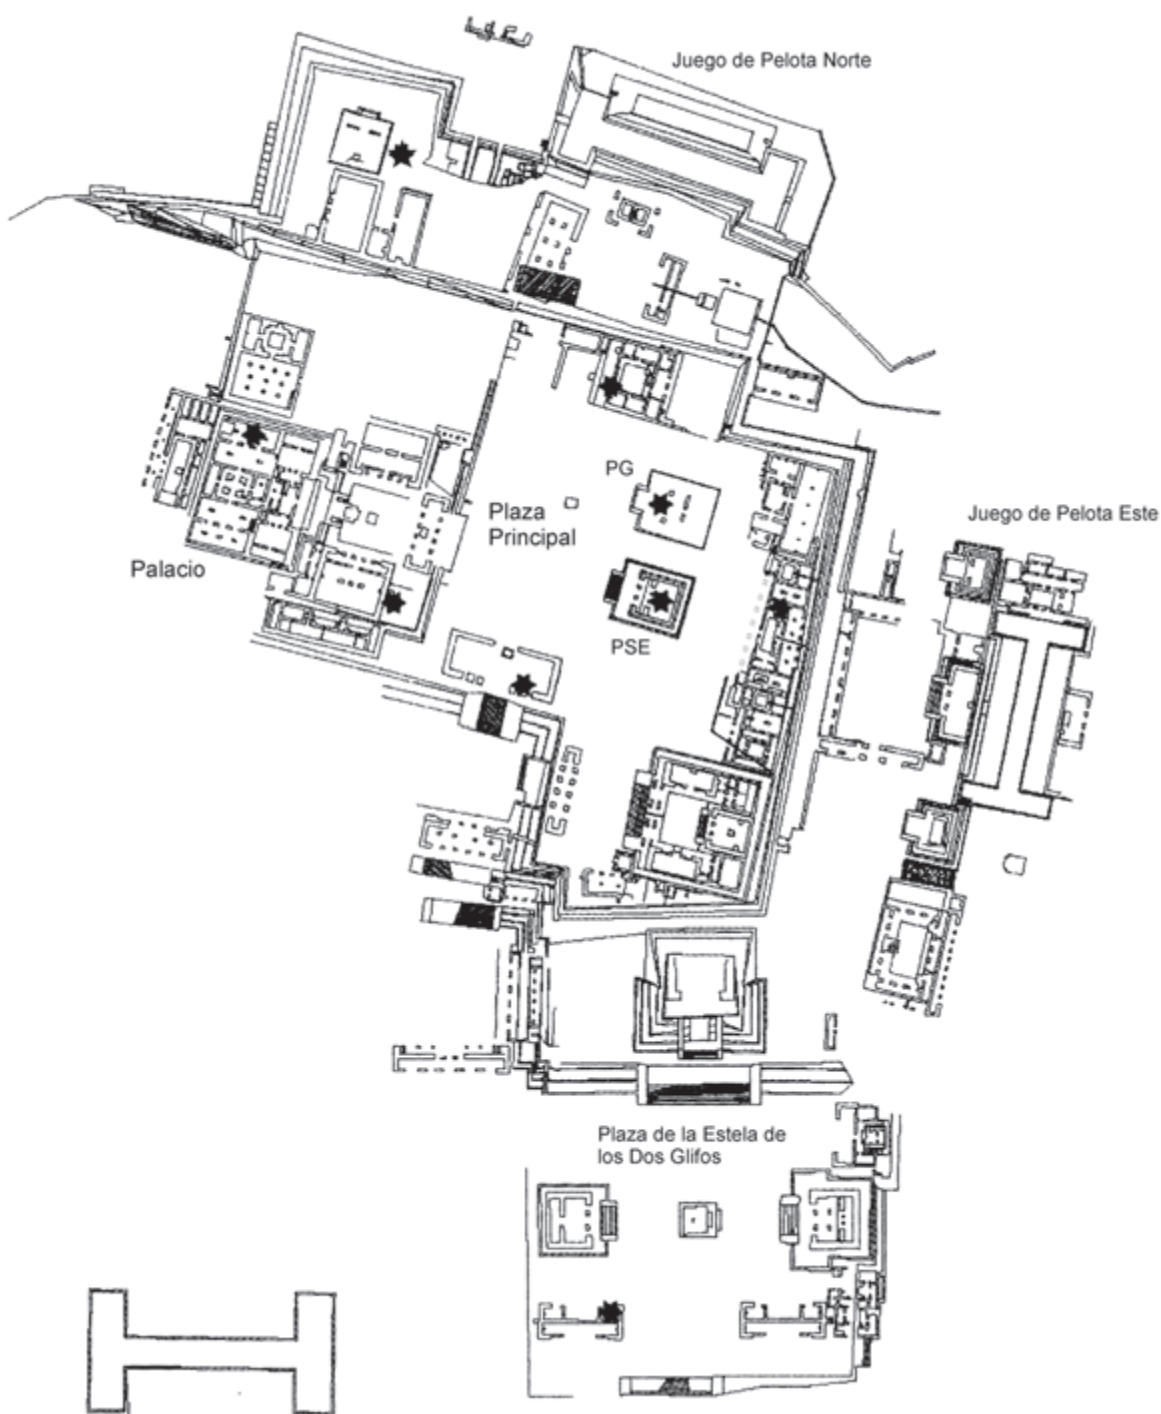 Juego de Pelota Norte
PG
Plaza
Principal
Juego de Pelota Este
Palacio
PSE
Plaza de la Estela de
los Dos Glifos